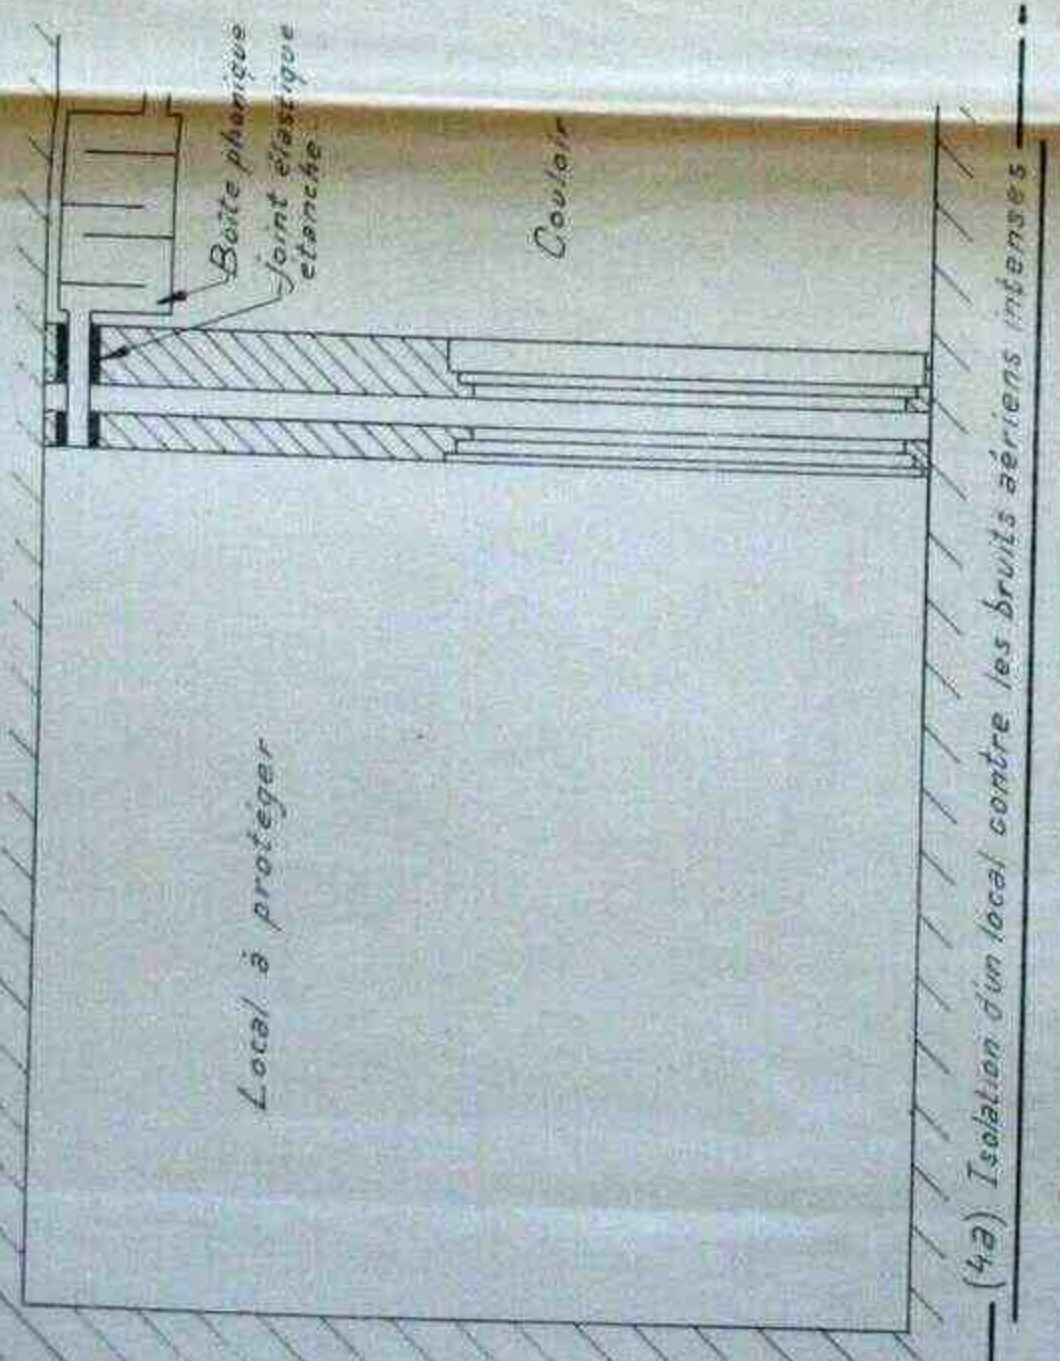 Boîte phonique
Joint élastique
étanche
Couloir
Local à protéger
(4a) Isolation d'un local contre les bruits aériens intenses